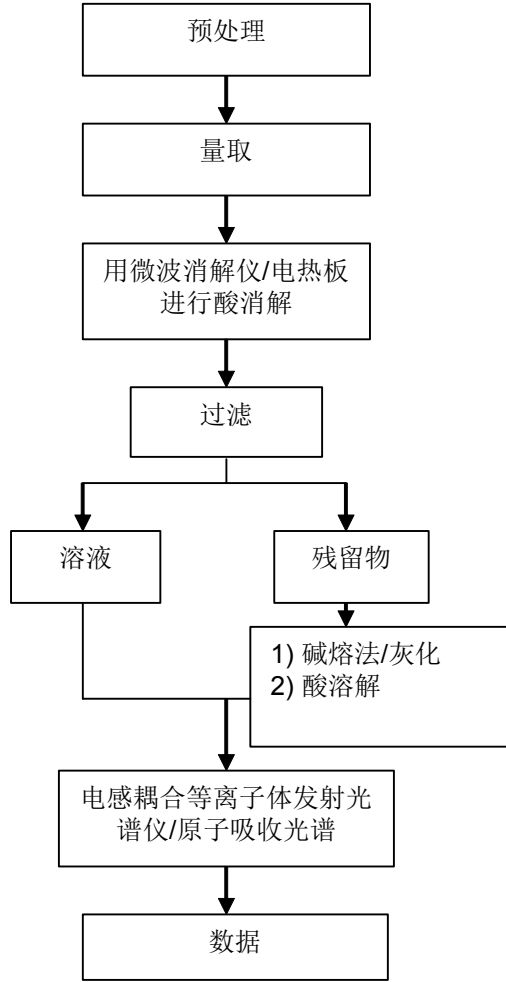 预处理
量取
用微波消解仪/电热板
进行酸消解
过滤
溶液
残留物
1) 碱熔法/灰化
2) 酸溶解
电感耦合等离子体发射光
谱仪/原子吸收光谱
数据